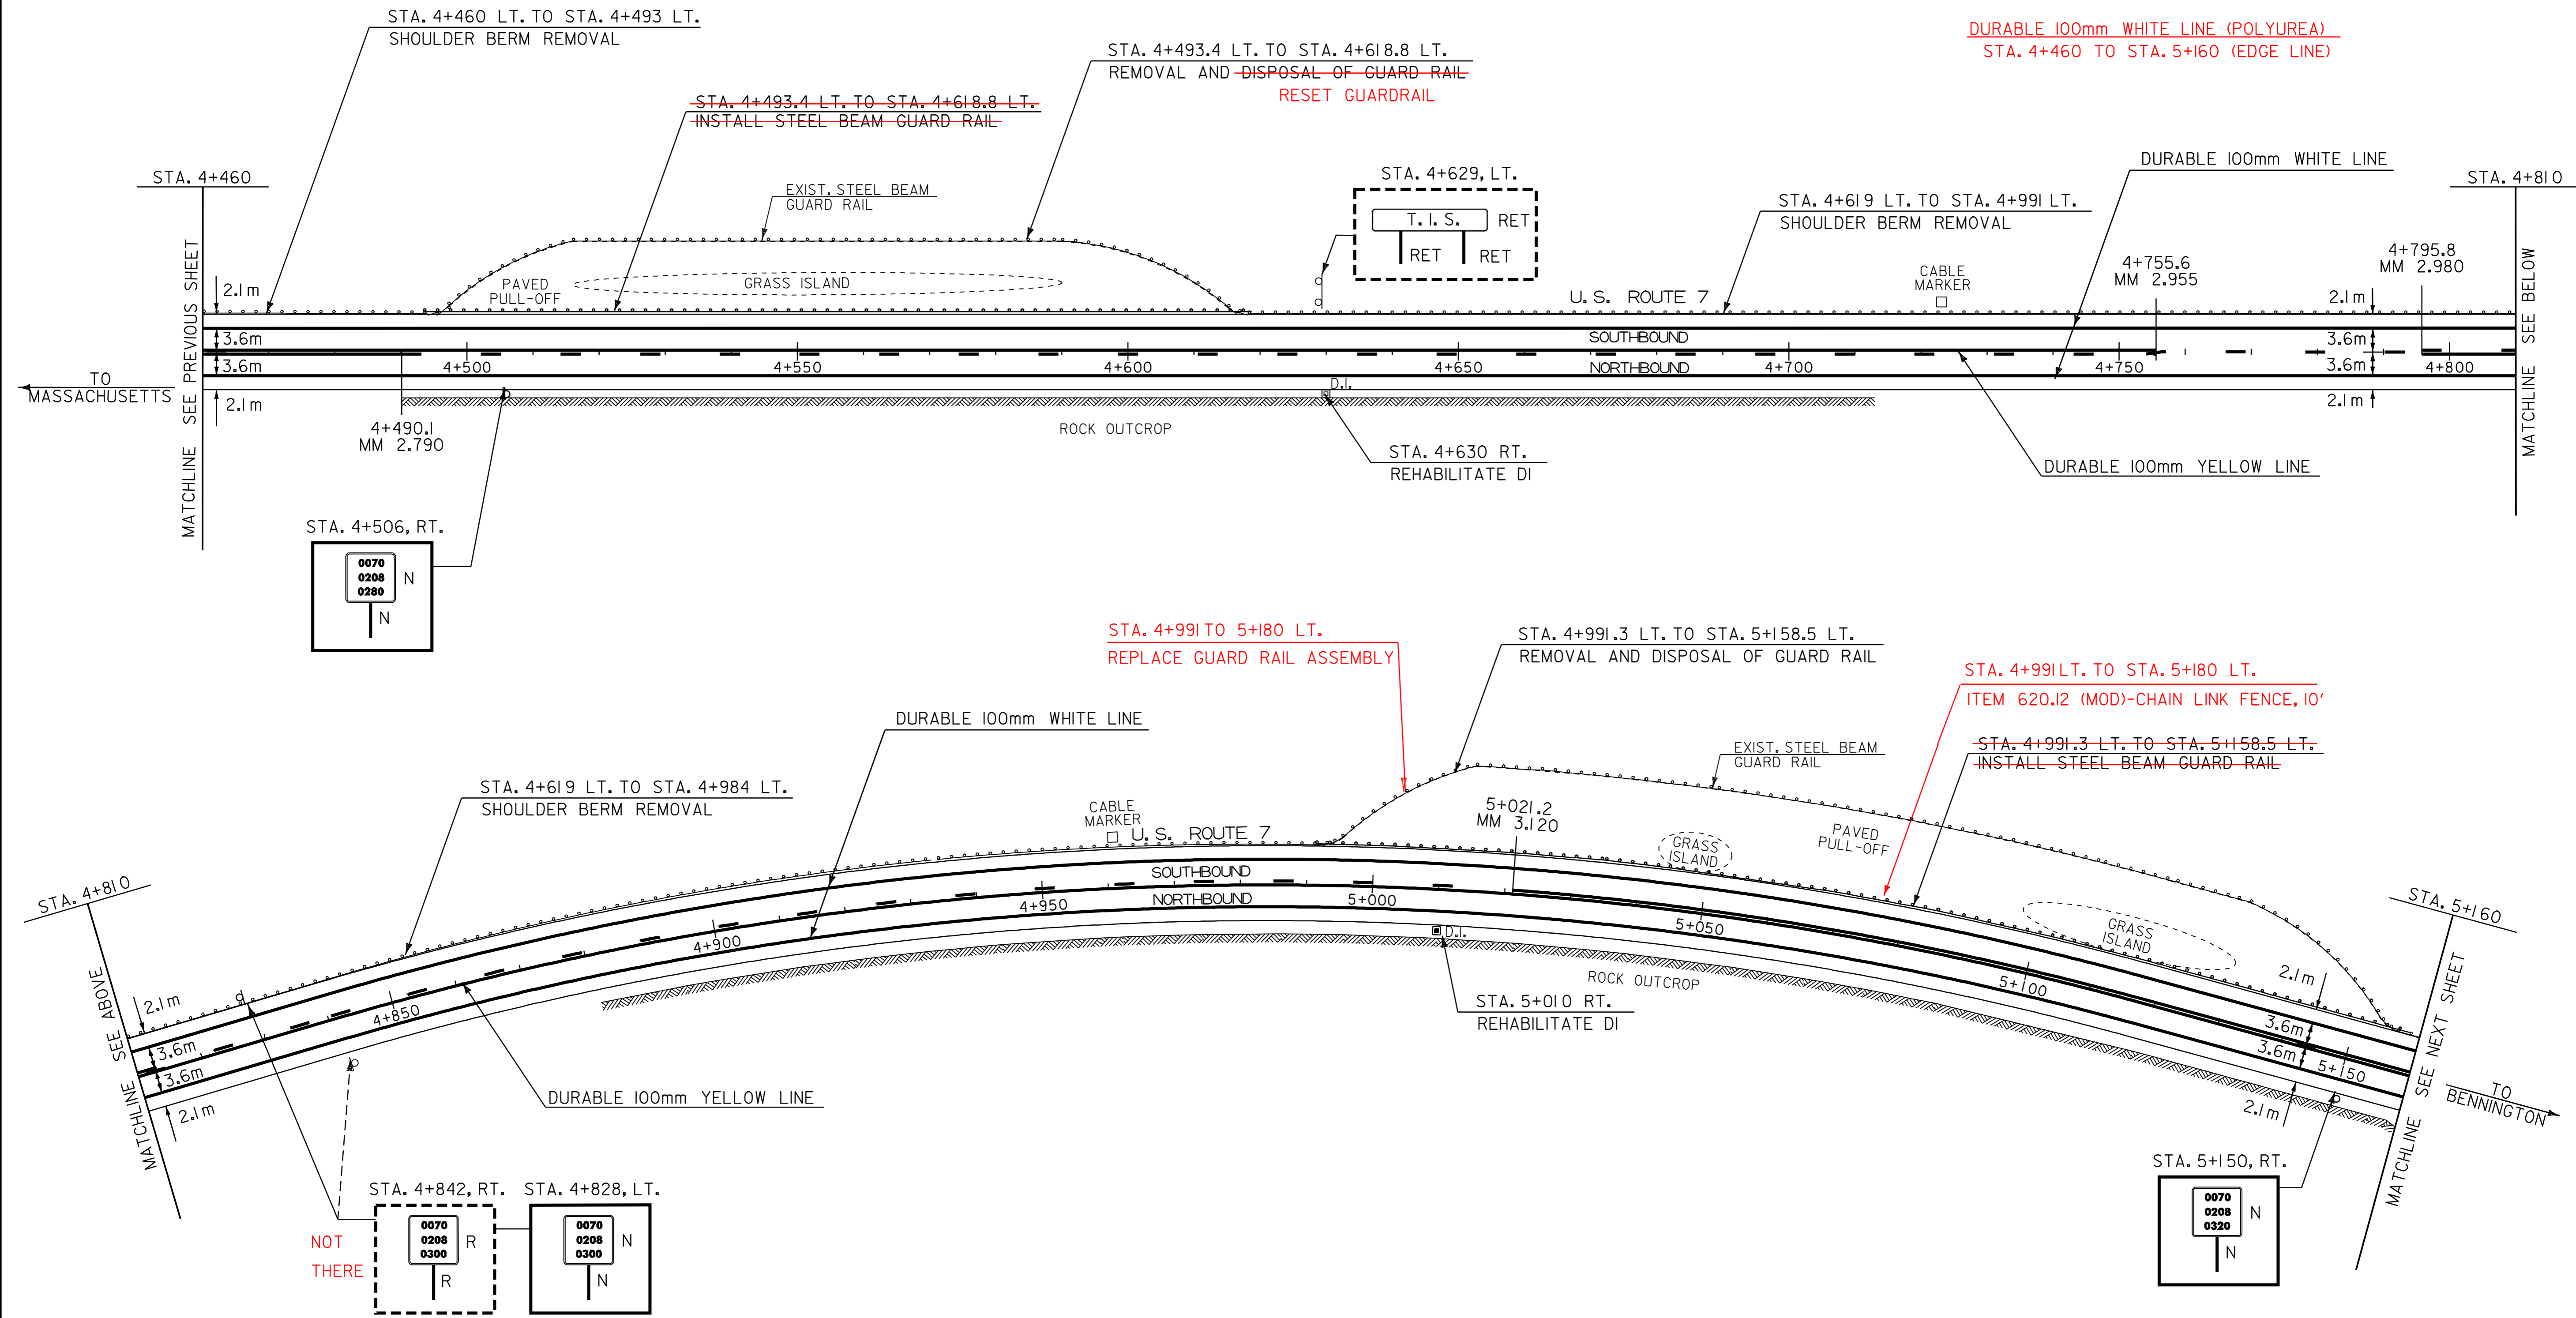 STA. 4+460 LT. TO STA. 4+493 LT.
SHOULDER BERM REMOVAL
STA. 4+493.4 LT. TO STA. 4+618.8 LT.
REMOVAL AND DISPOSAL OF GUARD RAIL
RESET GUARDRAIL
DURABLE 100mm WHITE LINE (POLYUREA)
STA. 4+460 TO STA. 5+160 (EDGE LINE)
STA. 4+493.4 LT. TO STA. 4+618.8 LT.
INSTALL STEEL BEAM GUARD RAIL
STA. 4+460
EXIST. STEEL BEAM
GUARD RAIL
STA. 4+629, LT.
T. I. S.
RET
RET
RET
DURABLE 100mm WHITE LINE
STA. 4+810
STA. 4+619 LT. TO STA. 4+991 LT.
SHOULDER BERM REMOVAL
4+755.6
MM 2.955
4+795.8
MM 2.980
CABLE
MARKER
PAVED
PULL-OFF
GRASS ISLAND
U. S. ROUTE 7
2.1m
3.6m
3.6m
2.1m
SOUTHBOUND
NORTHBOUND
4+500
4+550
4+600
4+650
4+700
4+750
4+800
2.1m
3.6m
3.6m
2.1m
TO
MASSACHUSETTS
MATCHLINE SEE PREVIOUS SHEET
MATCHLINE SEE BELOW
4+490.1
MM 2.790
ROCK OUTCROP
D.I.
STA. 4+630 RT.
REHABILITATE DI
DURABLE 100mm YELLOW LINE
STA. 4+506, RT.
0070
0208
0280
N
N
STA. 4+991 TO 5+180 LT.
REPLACE GUARD RAIL ASSEMBLY
STA. 4+991.3 LT. TO STA. 5+158.5 LT.
REMOVAL AND DISPOSAL OF GUARD RAIL
STA. 4+991 LT. TO STA. 5+180 LT.
ITEM 620.12 (MOD)-CHAIN LINK FENCE, 10'
STA. 4+991.3 LT. TO STA. 5+158.5 LT.
INSTALL STEEL BEAM GUARD RAIL
DURABLE 100mm WHITE LINE
EXIST. STEEL BEAM
GUARD RAIL
STA. 4+619 LT. TO STA. 4+984 LT.
SHOULDER BERM REMOVAL
CABLE
MARKER
U. S. ROUTE 7
5+021.2
MM 3.120
GRASS
ISLAND
PAVED
PULL-OFF
GRASS
ISLAND
STA. 4+810
STA. 5+160
SOUTHBOUND
NORTHBOUND
4+850
4+900
4+950
5+000
5+050
5+100
5+150
2.1m
3.6m
3.6m
2.1m
2.1m
3.6m
3.6m
2.1m
D.I.
STA. 5+010 RT.
REHABILITATE DI
ROCK OUTCROP
MATCHLINE SEE ABOVE
MATCHLINE SEE NEXT SHEET
TO
BENNINGTON
DURABLE 100mm YELLOW LINE
STA. 4+842, RT.
0070
0208
0300
R
R
NOT
THERE
STA. 4+828, LT.
0070
0208
0300
N
N
STA. 5+150, RT.
0070
0208
0320
N
N